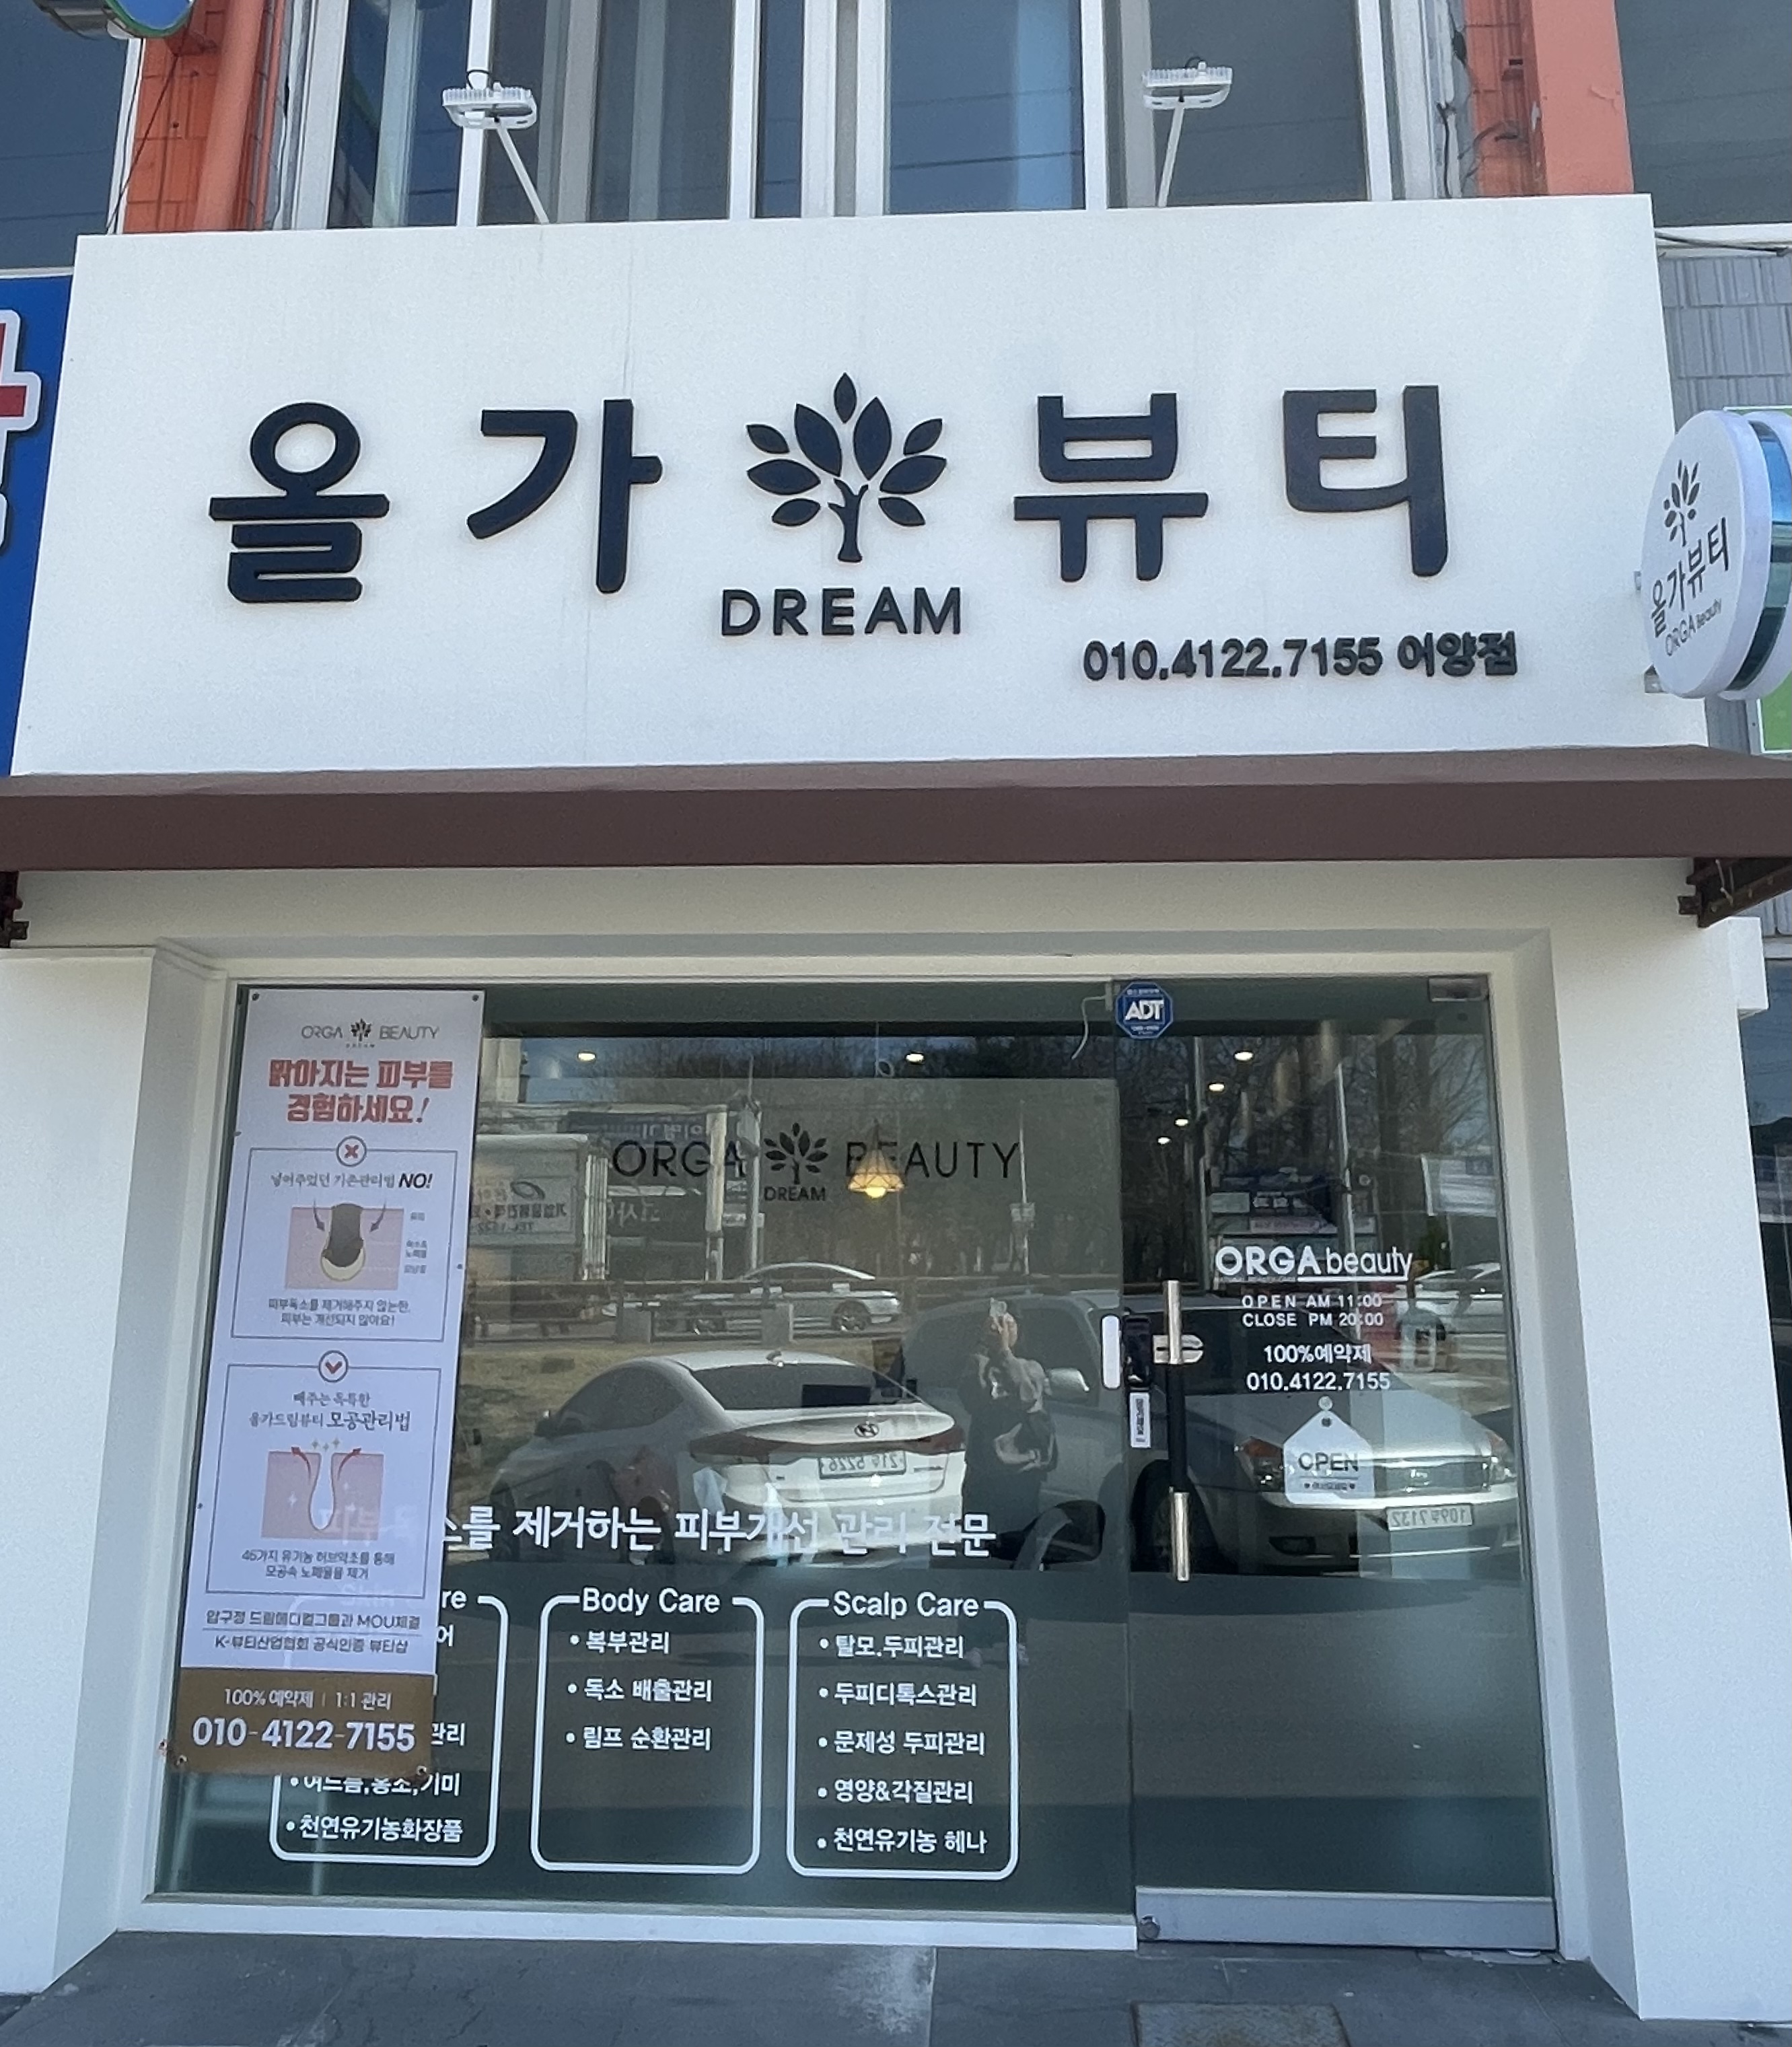 올가 뷰티
DREAM
010.4122.7155 어양점
올가뷰티
ORGA Beauty
ADT
ORGA BEAUTY
DREAM
맑아지는 피부를
경험하세요!
넣어주었던 기존관리법 NO!
피부독소를 제거해주지 않는한,
피부는 개선되지 않아요!
빼주는 독특한
올가드림뷰티 모공관리법
46가지 유기농 허브약초를 통해
모공속 노폐물을 제거
압구정 드림메디컬그룹과 MOU체결
K-뷰티산업협회 공식인증 뷰티샵
100% 예약제 | 1:1 관리
010-4122-7155
ORGA BEAUTY
DREAM
를 제거하는 피부개선 관리 전문
관리
기미
• 천연유기농화장품
Body Care
• 복부관리
• 독소 배출관리
• 림프 순환관리
Scalp Care
• 탈모.두피관리
• 두피디톡스관리
• 문제성 두피관리
• 영양&각질관리
• 천연유기농 헤나
ORGA beauty
OPEN AM 11:00
CLOSE PM 20:00
100%예약제
010.4122.7155
OPEN